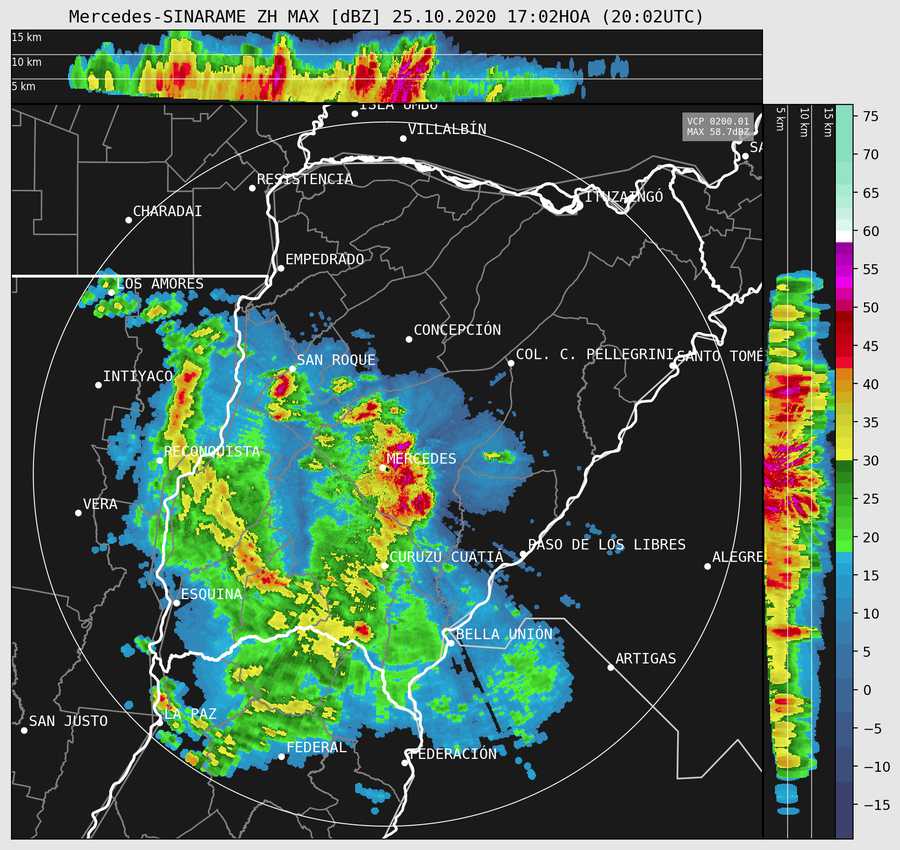 Mercedes-SINARAME ZH MAX [dBZ] 25.10.2020 17:02HOA (20:02UTC)
15 km
10 km
5 km
ISLA UMBÚ
VILLALBÍN
VCP 0200.01
MAX 58.7dBZ
5 km
10 km
15 km
SA
RESISTENCIA
ITUZAINGÓ
CHARADAI
EMPEDRADO
LOS AMORES
CONCEPCIÓN
SAN ROQUE
COL. C. PELLEGRINI
SANTO TOMÉ
INTIYACO
RECONQUISTA
MERCEDES
VERA
CURUZÚ CUATIÁ
PASO DE LOS LIBRES
ALEGRE
ESQUINA
BELLA UNIÓN
ARTIGAS
LA PAZ
SAN JUSTO
FEDERAL
FEDERACIÓN
75
70
65
60
55
50
45
40
35
30
25
20
15
10
5
0
−5
−10
−15